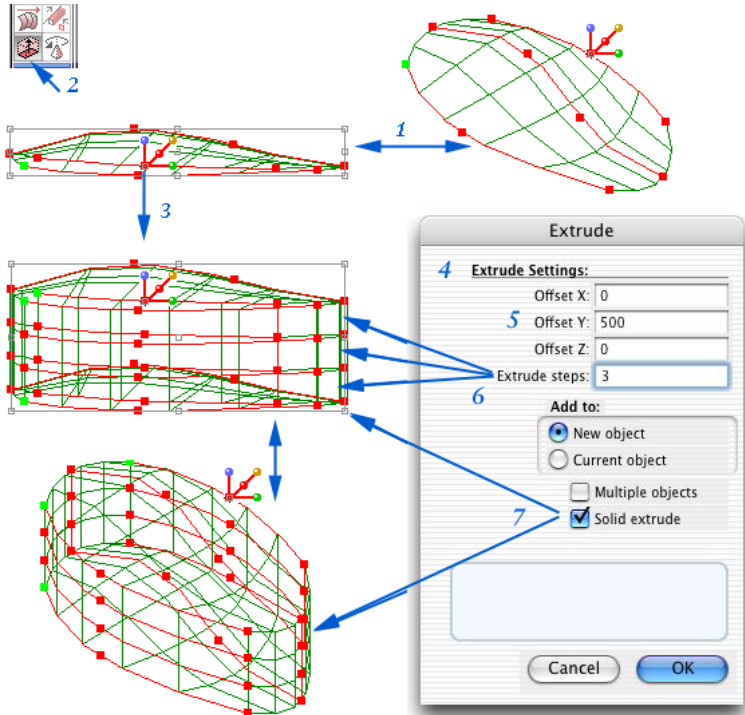 2
1
3
Extrude
4 Extrude Settings:
Offset X: 0
5 Offset Y: 500
Offset Z: 0
Extrude steps: 3
6
Add to:
New object
Current object
Multiple objects
7 Solid extrude
Cancel OK